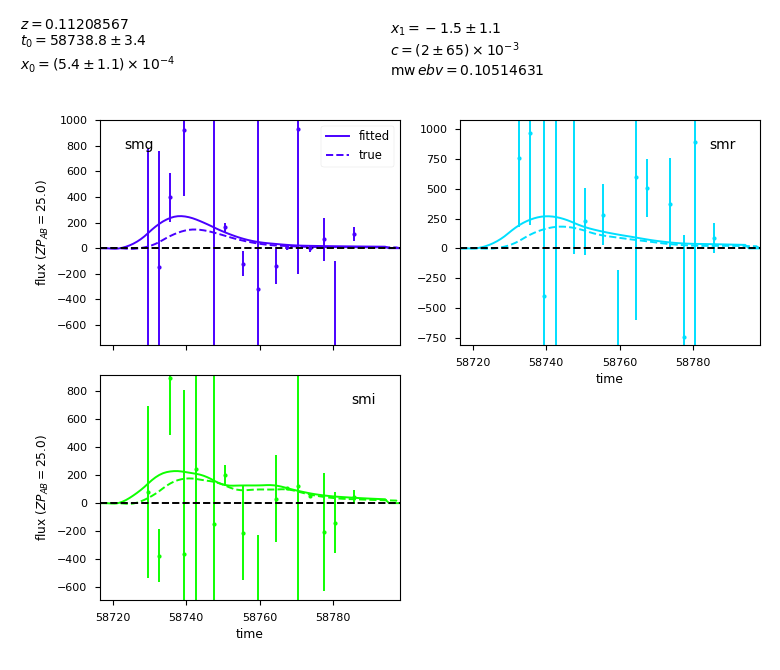 z = 0.11208567
t₀ = 58738.8 ± 3.4
x₀ = (5.4 ± 1.1) × 10⁻⁴
x₁ = −1.5 ± 1.1
c = (2 ± 65) × 10⁻³
mw ebv = 0.10514631
smg
fitted
true
1000
800
600
400
200
0
−200
−400
−600
flux (ZP_AB = 25.0)
smr
1000
750
500
250
0
−250
−500
−750
58720 58740 58760 58780
time
smi
800
600
400
200
0
−200
−400
−600
flux (ZP_AB = 25.0)
58720 58740 58760 58780
time